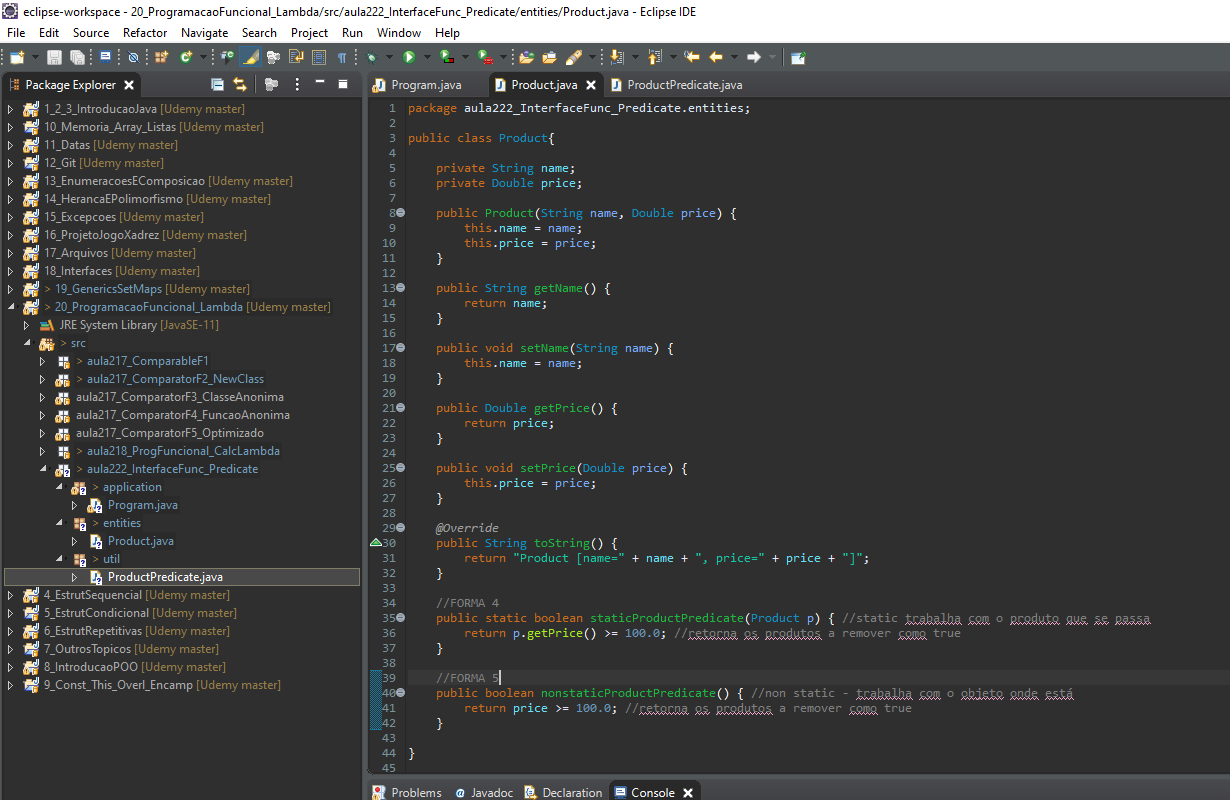 eclipse-workspace - 20_ProgramacaoFuncional_Lambda/src/aula222_InterfaceFunc_Predicate/entities/Product.java - Eclipse IDE
File Edit Source Refactor Navigate Search Project Run Window Help
Package Explorer
1_2_3_IntroducaoJava [Udemy master]
10_Memoria_Array_Listas [Udemy master]
11_Datas [Udemy master]
12_Git [Udemy master]
13_EnumeracoesEComposicao [Udemy master]
14_HerancaEPolimorfismo [Udemy master]
15_Excepcoes [Udemy master]
16_ProjetoJogoXadrez [Udemy master]
17_Arquivos [Udemy master]
18_Interfaces [Udemy master]
> 19_GenericsSetMaps [Udemy master]
> 20_ProgramacaoFuncional_Lambda [Udemy master]
JRE System Library [JavaSE-11]
> src
> aula217_ComparableF1
> aula217_ComparatorF2_NewClass
aula217_ComparatorF3_ClasseAnonima
aula217_ComparatorF4_FuncaoAnonima
aula217_ComparatorF5_Optimizado
> aula218_ProgFuncional_CalcLambda
> aula222_InterfaceFunc_Predicate
> application
Program.java
> entities
Product.java
> util
ProductPredicate.java
4_EstrutSequencial [Udemy master]
5_EstrutCondicional [Udemy master]
6_EstrutRepetitivas [Udemy master]
7_OutrosTopicos [Udemy master]
8_IntroducaoPOO [Udemy master]
9_Const_This_Overl_Encamp [Udemy master]
Program.java Product.java ProductPredicate.java
1 package aula222_InterfaceFunc_Predicate.entities;
2
3 public class Product{
4
5 private String name;
6 private Double price;
7
8 public Product(String name, Double price) {
9 this.name = name;
10 this.price = price;
11 }
12
13 public String getName() {
14 return name;
15 }
16
17 public void setName(String name) {
18 this.name = name;
19 }
20
21 public Double getPrice() {
22 return price;
23 }
24
25 public void setPrice(Double price) {
26 this.price = price;
27 }
28
29 @Override
30 public String toString() {
31 return "Product [name=" + name + ", price=" + price + "]";
32 }
33
34 //FORMA 4
35 public static boolean staticProductPredicate(Product p) { //static trabalha com o produto que se passa
36 return p.getPrice() >= 100.0; //retorna os produtos a remover como true
37 }
38
39 //FORMA 5
40 public boolean nonstaticProductPredicate() { //non static - trabalha com o objeto onde está
41 return price >= 100.0; //retorna os produtos a remover como true
42 }
43
44 }
45
Problems Javadoc Declaration Console